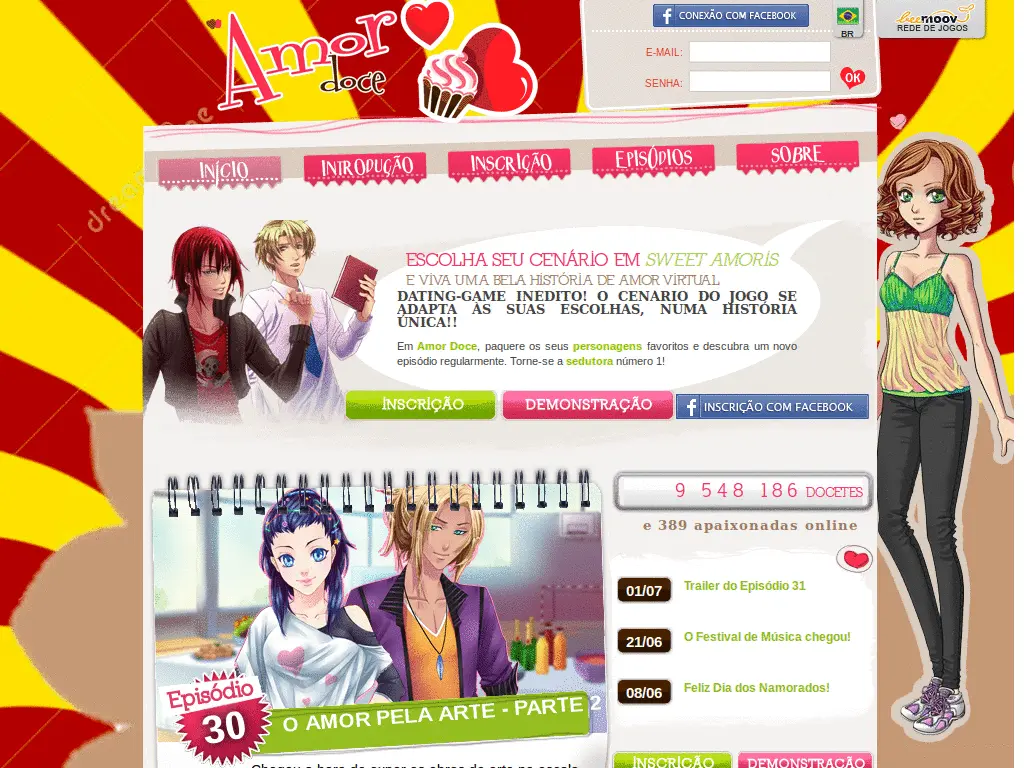 Amor
doce
CONEXÃO COM FACEBOOK
BR
beemoov
REDE DE JOGOS
E-MAIL:
SENHA:
OK
INÍCIO
INTRODUÇÃO
INSCRIÇÃO
EPISÓDIOS
SOBRE
ESCOLHA SEU CENÁRIO EM SWEET AMORIS
E VIVA UMA BELA HISTÓRIA DE AMOR VIRTUAL
DATING-GAME INEDITO! O CENARIO DO JOGO SE
ADAPTA ÀS SUAS ESCOLHAS, NUMA HISTÓRIA
ÚNICA!!
Em Amor Doce, paquere os seus personagens favoritos e descubra um novo
episódio regularmente. Torne-se a sedutora número 1!
INSCRIÇÃO
DEMONSTRAÇÃO
INSCRIÇÃO COM FACEBOOK
9 548 186 DOCETES
e 389 apaixonadas online
01/07 Trailer do Episódio 31
21/06 O Festival de Música chegou!
08/06 Feliz Dia dos Namorados!
Episódio
30
O AMOR PELA ARTE - PARTE 2
INSCRIÇÃO
DEMONSTRAÇÃO